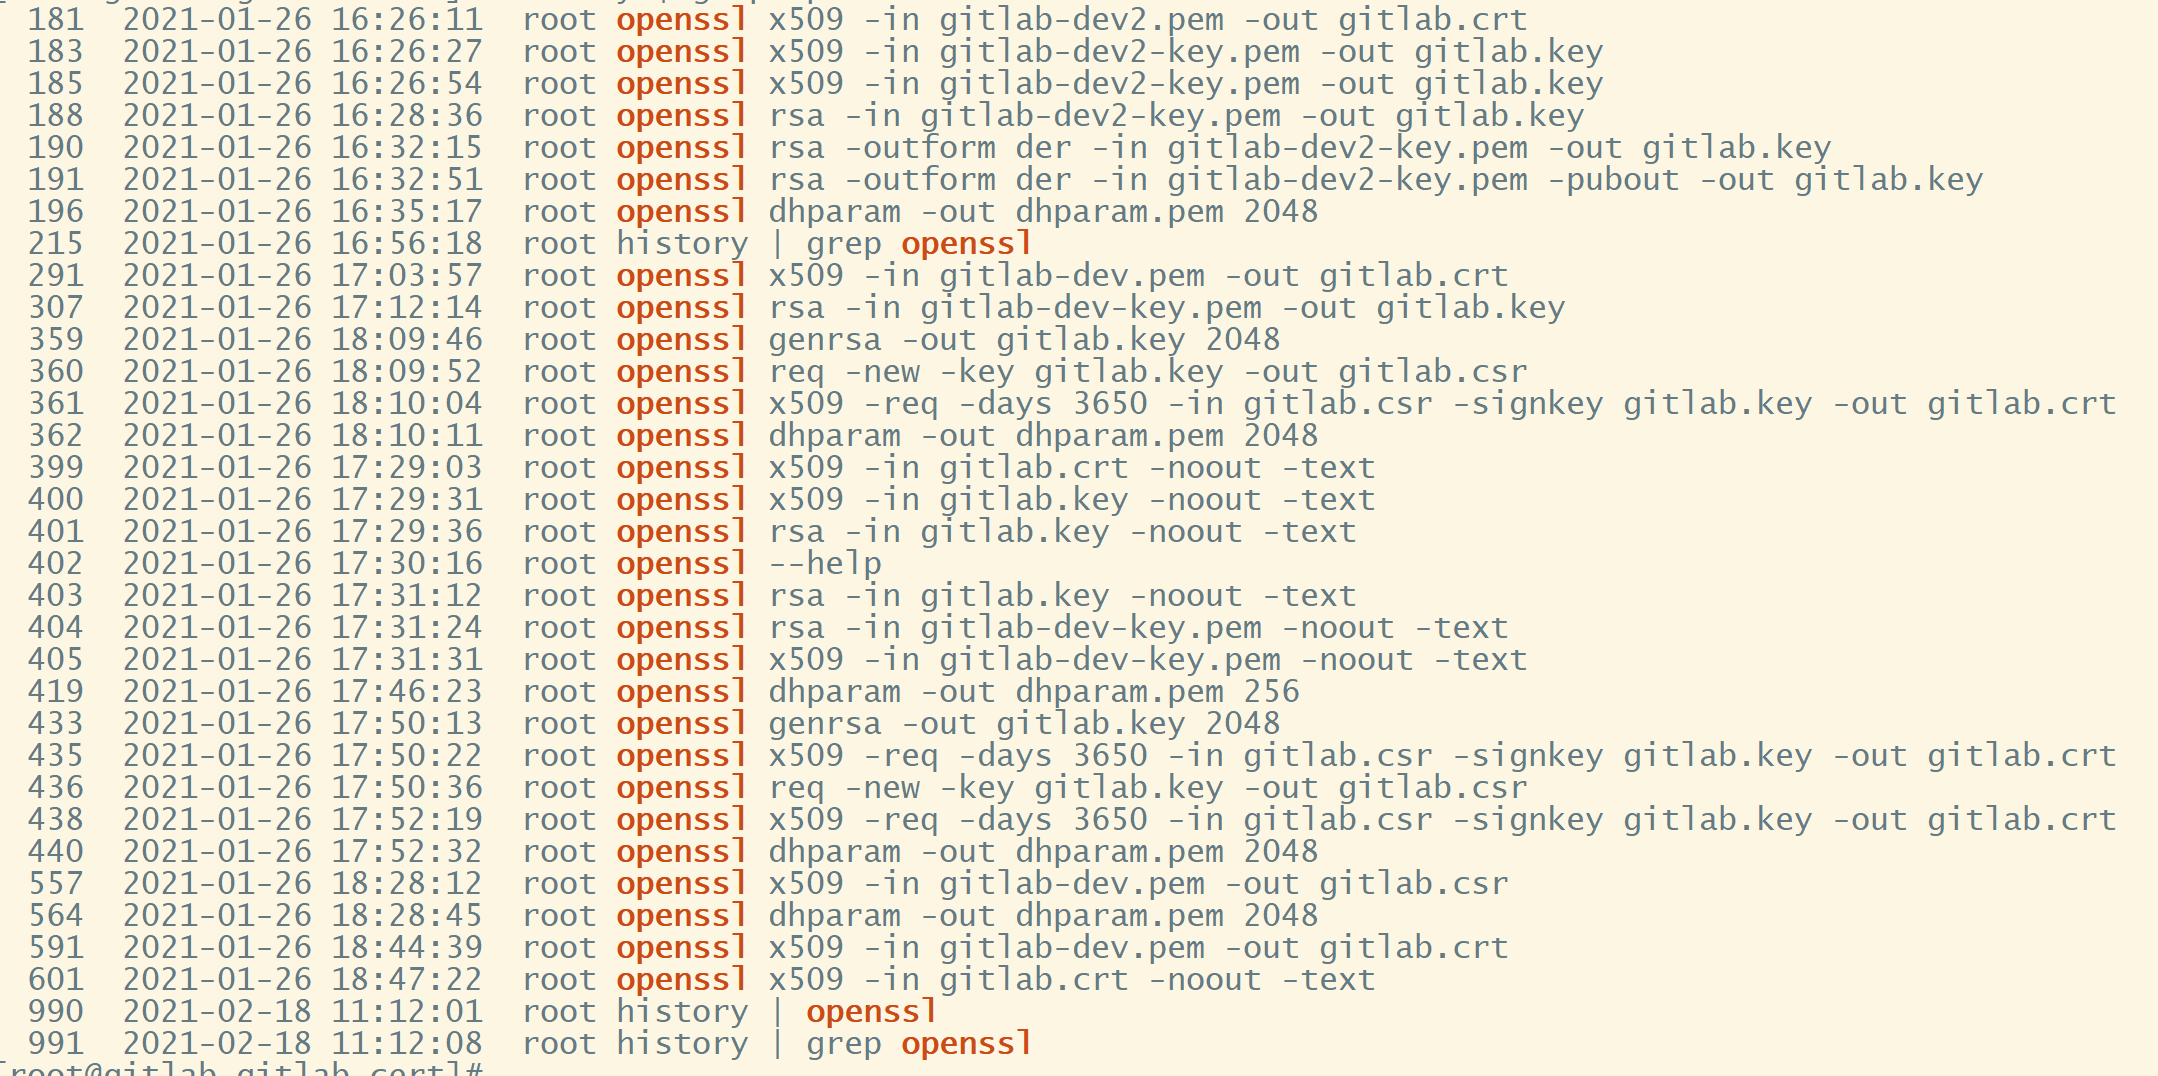 181 2021-01-26 16:26:11 root openssl x509 -in gitlab-dev2.pem -out gitlab.crt
183 2021-01-26 16:26:27 root openssl x509 -in gitlab-dev2-key.pem -out gitlab.key
185 2021-01-26 16:26:54 root openssl x509 -in gitlab-dev2-key.pem -out gitlab.key
188 2021-01-26 16:28:36 root openssl rsa -in gitlab-dev2-key.pem -out gitlab.key
190 2021-01-26 16:32:15 root openssl rsa -outform der -in gitlab-dev2-key.pem -out gitlab.key
191 2021-01-26 16:32:51 root openssl rsa -outform der -in gitlab-dev2-key.pem -pubout -out gitlab.key
196 2021-01-26 16:35:17 root openssl dhparam -out dhparam.pem 2048
215 2021-01-26 16:56:18 root history | grep openssl
291 2021-01-26 17:03:57 root openssl x509 -in gitlab-dev.pem -out gitlab.crt
307 2021-01-26 17:12:14 root openssl rsa -in gitlab-dev-key.pem -out gitlab.key
359 2021-01-26 18:09:46 root openssl genrsa -out gitlab.key 2048
360 2021-01-26 18:09:52 root openssl req -new -key gitlab.key -out gitlab.csr
361 2021-01-26 18:10:04 root openssl x509 -req -days 3650 -in gitlab.csr -signkey gitlab.key -out gitlab.crt
362 2021-01-26 18:10:11 root openssl dhparam -out dhparam.pem 2048
399 2021-01-26 17:29:03 root openssl x509 -in gitlab.crt -noout -text
400 2021-01-26 17:29:31 root openssl x509 -in gitlab.key -noout -text
401 2021-01-26 17:29:36 root openssl rsa -in gitlab.key -noout -text
402 2021-01-26 17:30:16 root openssl --help
403 2021-01-26 17:31:12 root openssl rsa -in gitlab.key -noout -text
404 2021-01-26 17:31:24 root openssl rsa -in gitlab-dev-key.pem -noout -text
405 2021-01-26 17:31:31 root openssl x509 -in gitlab-dev-key.pem -noout -text
419 2021-01-26 17:46:23 root openssl dhparam -out dhparam.pem 256
433 2021-01-26 17:50:13 root openssl genrsa -out gitlab.key 2048
435 2021-01-26 17:50:22 root openssl x509 -req -days 3650 -in gitlab.csr -signkey gitlab.key -out gitlab.crt
436 2021-01-26 17:50:36 root openssl req -new -key gitlab.key -out gitlab.csr
438 2021-01-26 17:52:19 root openssl x509 -req -days 3650 -in gitlab.csr -signkey gitlab.key -out gitlab.crt
440 2021-01-26 17:52:32 root openssl dhparam -out dhparam.pem 2048
557 2021-01-26 18:28:12 root openssl x509 -in gitlab-dev.pem -out gitlab.csr
564 2021-01-26 18:28:45 root openssl dhparam -out dhparam.pem 2048
591 2021-01-26 18:44:39 root openssl x509 -in gitlab-dev.pem -out gitlab.crt
601 2021-01-26 18:47:22 root openssl x509 -in gitlab.crt -noout -text
990 2021-02-18 11:12:01 root history | openssl
991 2021-02-18 11:12:08 root history | grep openssl
[root@gitlab gitlab cert]#